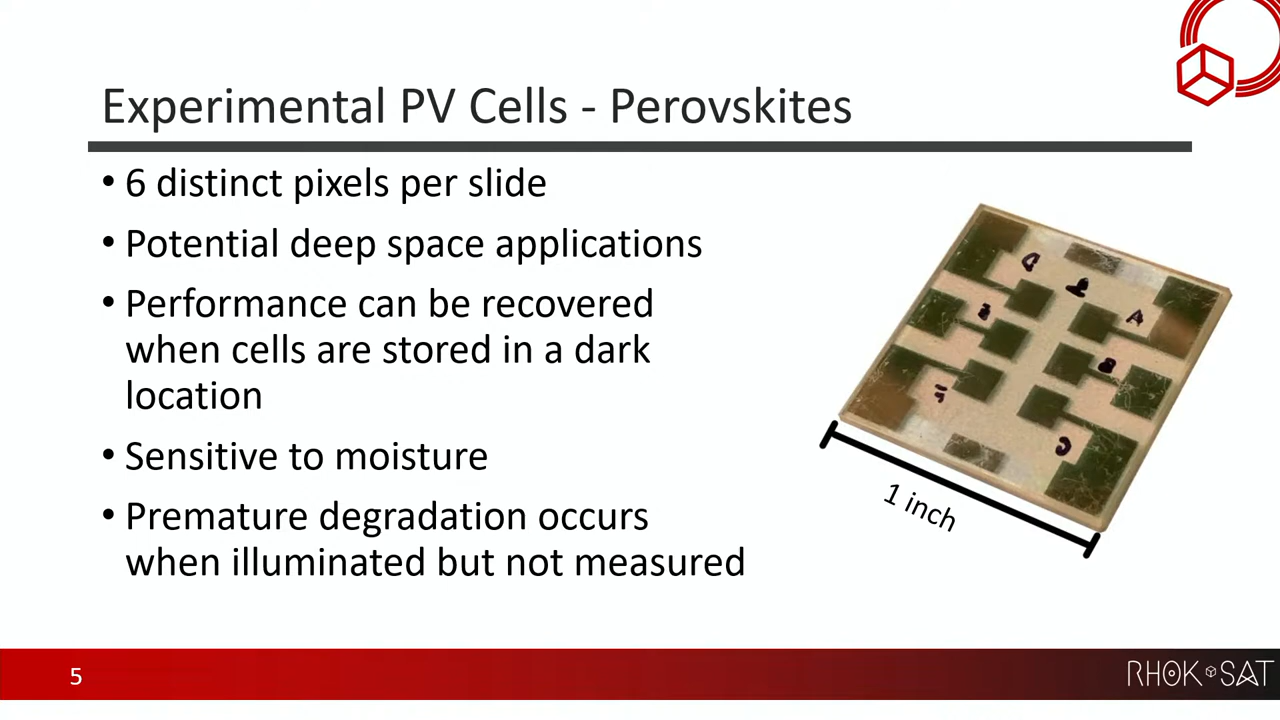 Experimental PV Cells - Perovskites
• 6 distinct pixels per slide
• Potential deep space applications
• Performance can be recovered
when cells are stored in a dark
location
• Sensitive to moisture
• Premature degradation occurs
when illuminated but not measured
1 inch
5
RHOK SAT